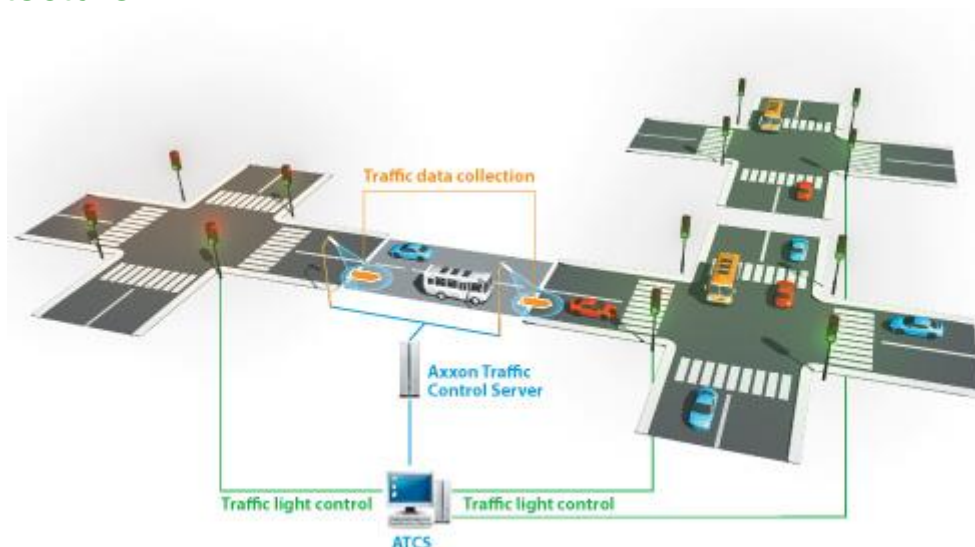 Traffic data collection
Axxon Traffic
Control Server
Traffic light control
Traffic light control
ATCS